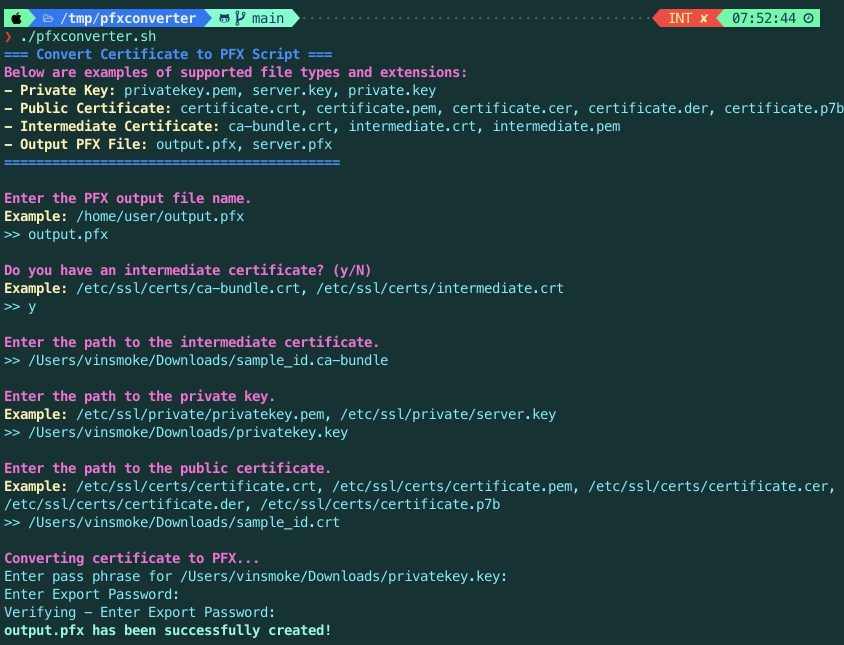 /tmp/pfxconverter main INT ✘ 07:52:44
❯ ./pfxconverter.sh
=== Convert Certificate to PFX Script ===
Below are examples of supported file types and extensions:
– Private Key: privatekey.pem, server.key, private.key
– Public Certificate: certificate.crt, certificate.pem, certificate.cer, certificate.der, certificate.p7b
– Intermediate Certificate: ca-bundle.crt, intermediate.crt, intermediate.pem
– Output PFX File: output.pfx, server.pfx
==========================================
Enter the PFX output file name.
Example: /home/user/output.pfx
>> output.pfx
Do you have an intermediate certificate? (y/N)
Example: /etc/ssl/certs/ca-bundle.crt, /etc/ssl/certs/intermediate.crt
>> y
Enter the path to the intermediate certificate.
>> /Users/vinsmoke/Downloads/sample_id.ca-bundle
Enter the path to the private key.
Example: /etc/ssl/private/privatekey.pem, /etc/ssl/private/server.key
>> /Users/vinsmoke/Downloads/privatekey.key
Enter the path to the public certificate.
Example: /etc/ssl/certs/certificate.crt, /etc/ssl/certs/certificate.pem, /etc/ssl/certs/certificate.cer,
/etc/ssl/certs/certificate.der, /etc/ssl/certs/certificate.p7b
>> /Users/vinsmoke/Downloads/sample_id.crt
Converting certificate to PFX...
Enter pass phrase for /Users/vinsmoke/Downloads/privatekey.key:
Enter Export Password:
Verifying – Enter Export Password:
output.pfx has been successfully created!